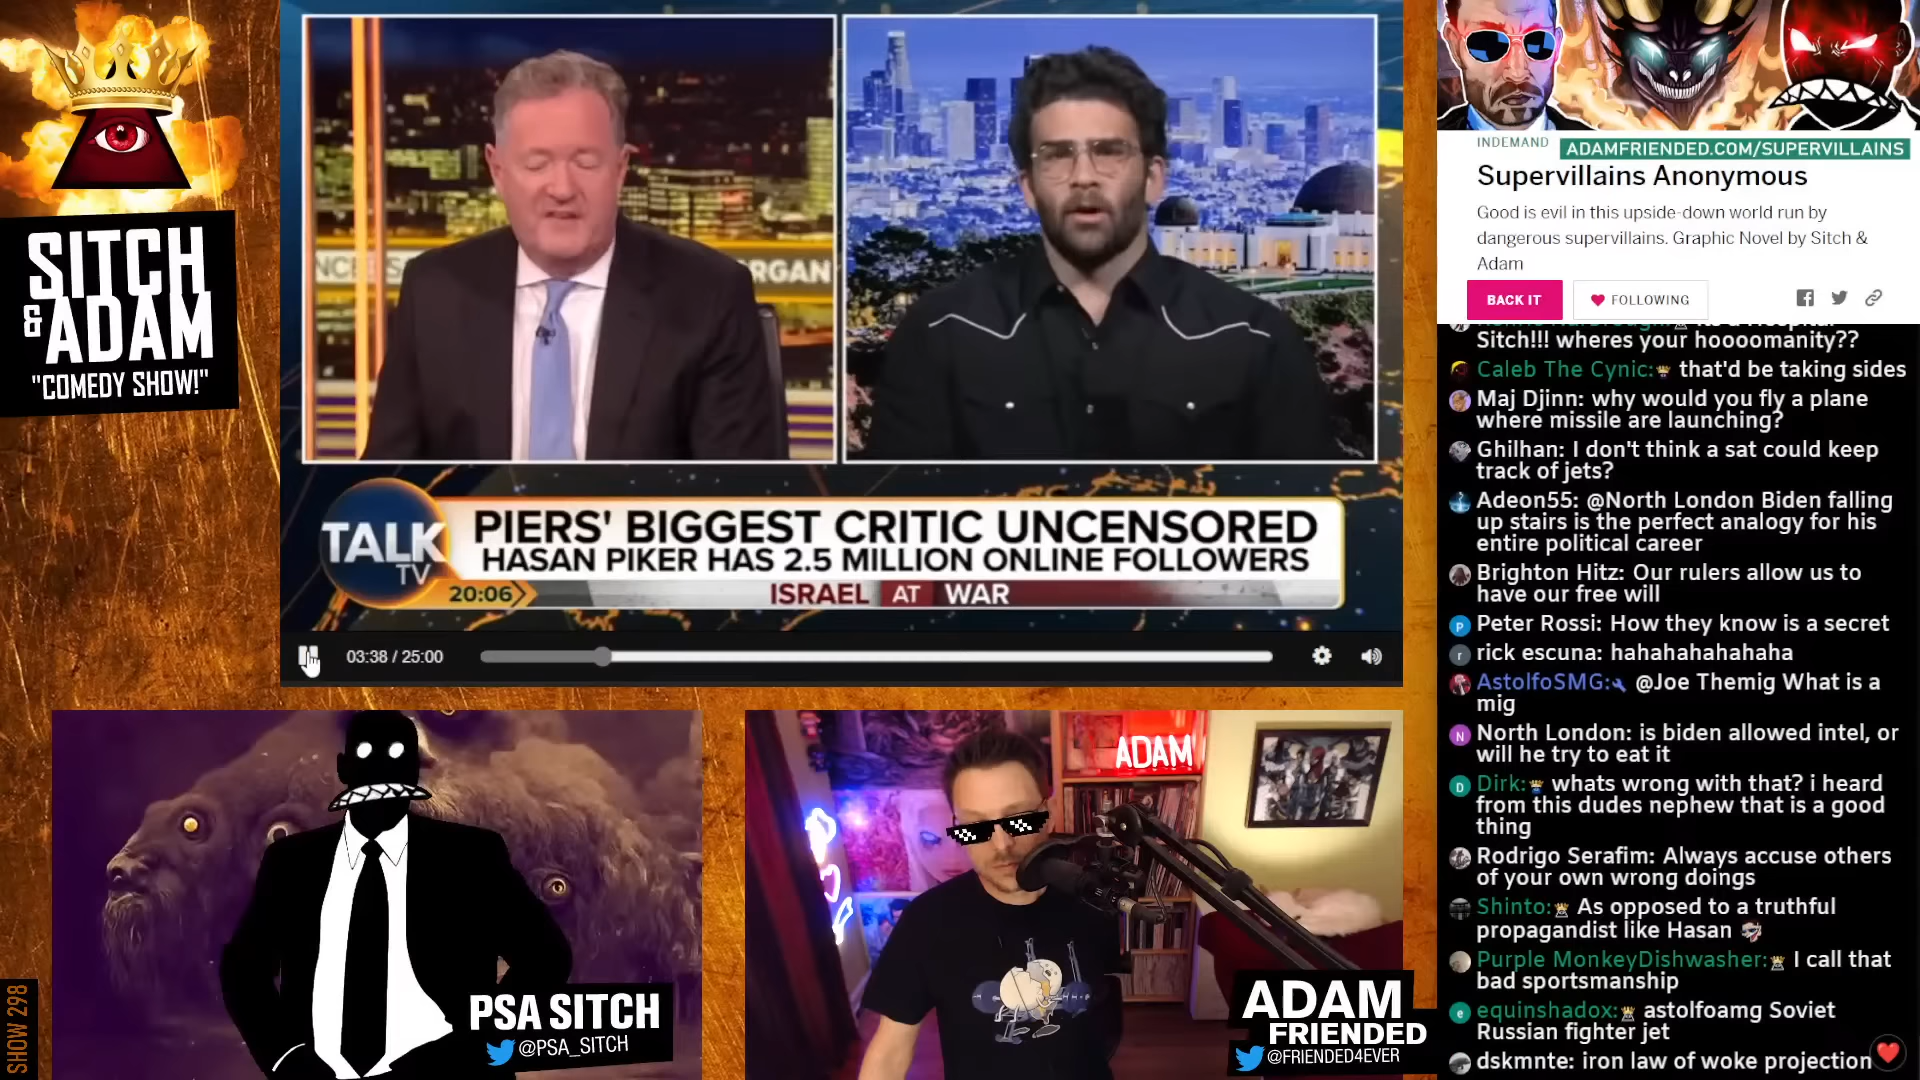 SITCH
& ADAM
"COMEDY SHOW!"
SHOW 298
RGAN
TALK
TV
PIERS' BIGGEST CRITIC UNCENSORED
HASAN PIKER HAS 2.5 MILLION ONLINE FOLLOWERS
20:06
ISRAEL AT WAR
03:38 / 25:00
PSA SITCH
@PSA_SITCH
ADAM
ADAM
FRIENDED
@FRIENDED4EVER
INDEMAND
ADAMFRIENDED.COM/SUPERVILLAINS
Supervillains Anonymous
Good is evil in this upside-down world run by
dangerous supervillains. Graphic Novel by Sitch &
Adam
BACK IT
FOLLOWING
Sitch!!! wheres your hoooomanity??
Caleb The Cynic: that'd be taking sides
Maj Djinn: why would you fly a plane
where missile are launching?
Ghilhan: I don't think a sat could keep
track of jets?
Adeon55: @North London Biden falling
up stairs is the perfect analogy for his
entire political career
Brighton Hitz: Our rulers allow us to
have our free will
P Peter Rossi: How they know is a secret
r rick escuna: hahahahahahaha
AstolfoSMG: @Joe Themig What is a
mig
N North London: is biden allowed intel, or
will he try to eat it
D Dirk: whats wrong with that? i heard
from this dudes nephew that is a good
thing
Rodrigo Serafim: Always accuse others
of your own wrong doings
Shinto: As opposed to a truthful
propagandist like Hasan
Purple MonkeyDishwasher: I call that
bad sportsmanship
e equinshadox: astolfoamg Soviet
Russian fighter jet
dskmnte: iron law of woke projection